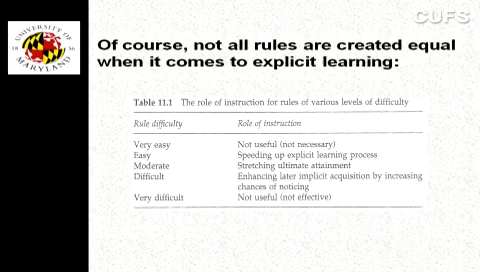 CUFS
UNIVERSITY OF
18 56
MARYLAND
Of course, not all rules are created equal
when it comes to explicit learning:
Table 11.1 The role of instruction for rules of various levels of difficulty
Rule difficulty Role of instruction
Very easy Not useful (not necessary)
Easy Speeding up explicit learning process
Moderate Stretching ultimate attainment
Difficult Enhancing later implicit acquisition by increasing
chances of noticing
Very difficult Not useful (not effective)